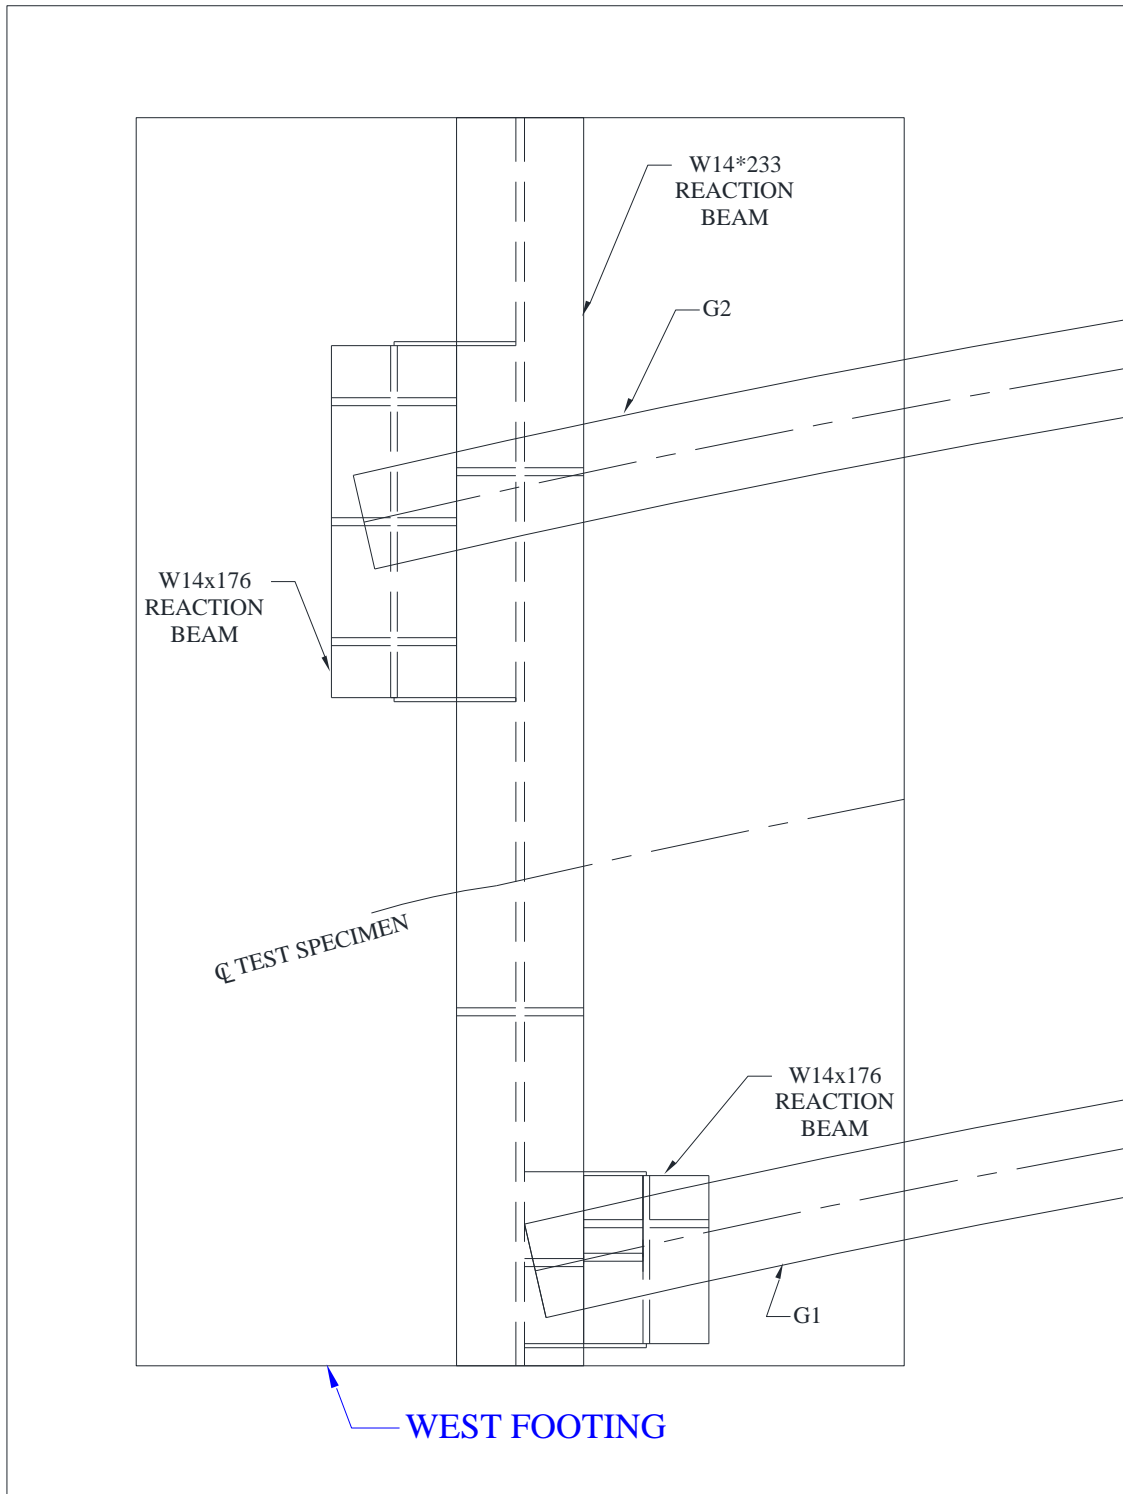 W14*233
REACTION
BEAM
G2
W14x176
REACTION
BEAM
℄ TEST SPECIMEN
W14x176
REACTION
BEAM
G1
WEST FOOTING